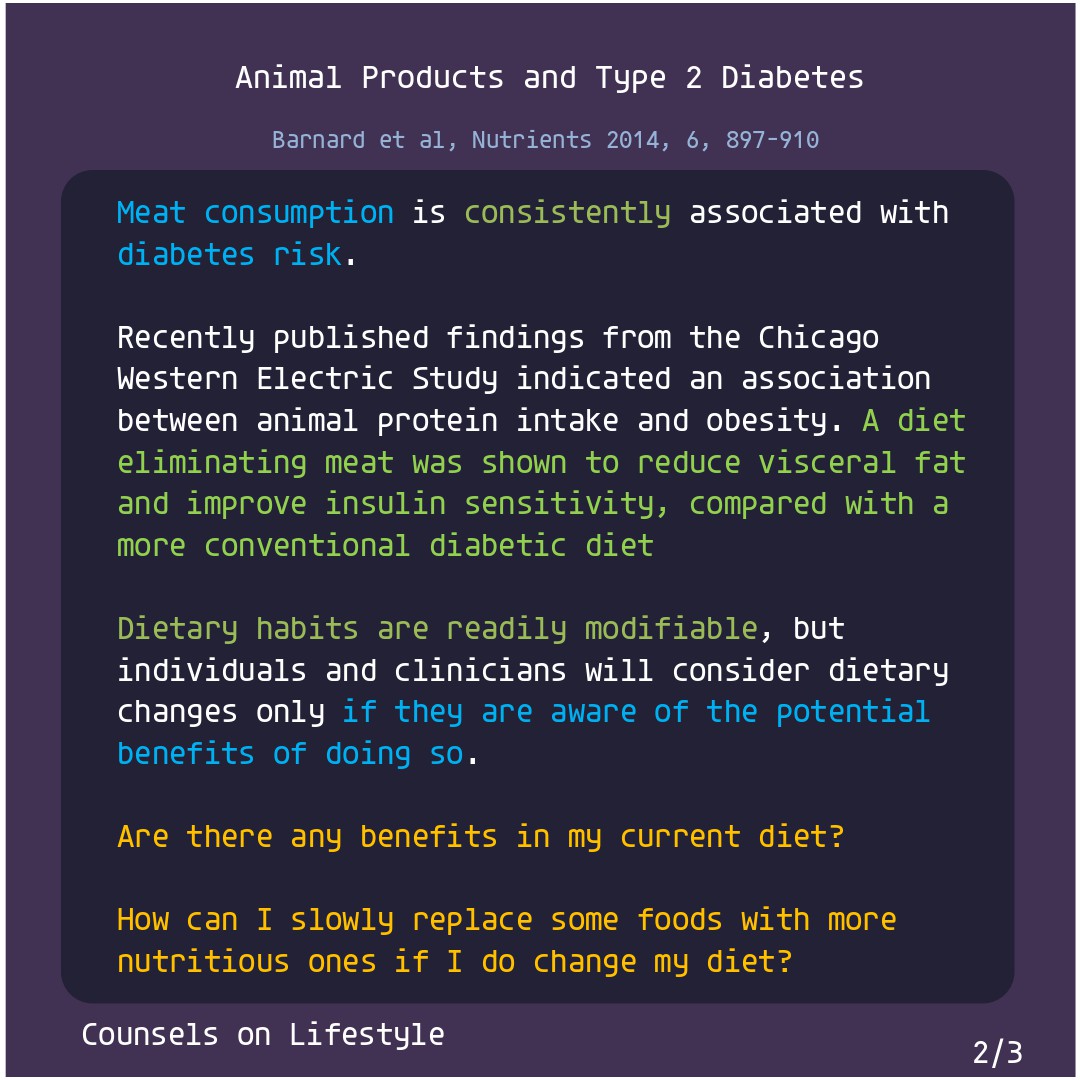 Animal Products and Type 2 Diabetes
Barnard et al, Nutrients 2014, 6, 897-910
Meat consumption is consistently associated with
diabetes risk.
Recently published findings from the Chicago
Western Electric Study indicated an association
between animal protein intake and obesity. A diet
eliminating meat was shown to reduce visceral fat
and improve insulin sensitivity, compared with a
more conventional diabetic diet
Dietary habits are readily modifiable, but
individuals and clinicians will consider dietary
changes only if they are aware of the potential
benefits of doing so.
Are there any benefits in my current diet?
How can I slowly replace some foods with more
nutritious ones if I do change my diet?
Counsels on Lifestyle
2/3